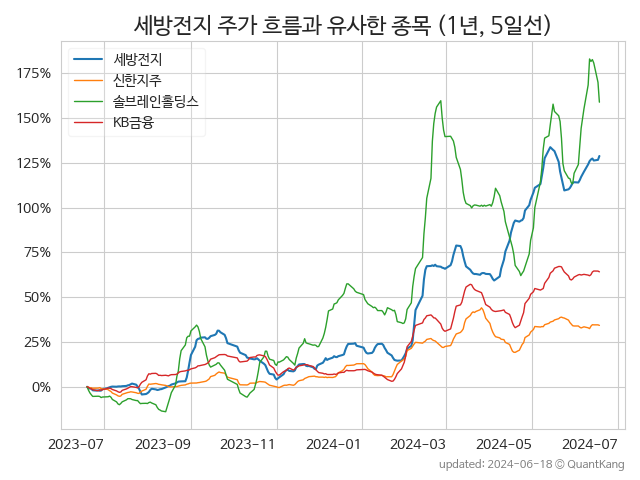 세방전지 주가 흐름과 유사한 종목 (1년, 5일선)
세방전지
신한지주
솔브레인홀딩스
KB금융
175%
150%
125%
100%
75%
50%
25%
0%
2023-07 2023-09 2023-11 2024-01 2024-03 2024-05 2024-07
updated: 2024-06-18 © QuantKang